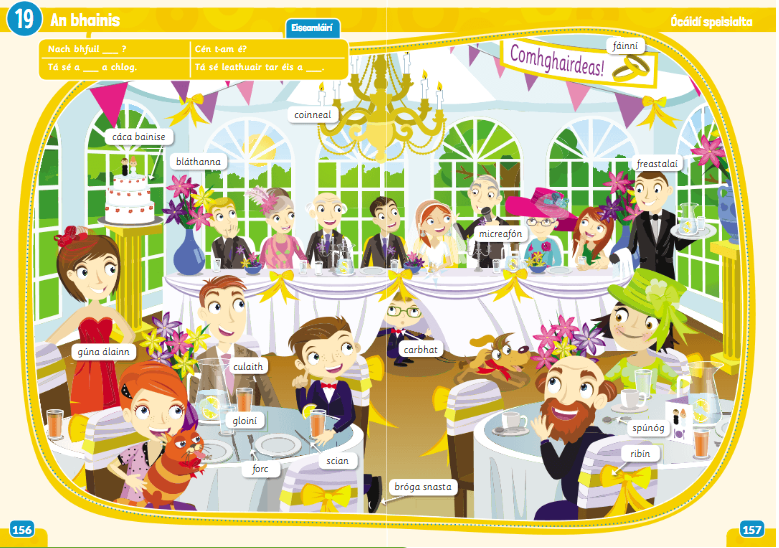 19 An bhainis
Eiseamláirí
Ócáidí speisialta
Nach bhfuil ___ ?
Cén t-am é?
Tá sé a ___ a chlog.
Tá sé leathuair tar éis a ___.
fáinní
Comhghairdeas!
coinneal
cáca bainise
bláthanna
freastalaí
micreafón
gúna álainn
carbhat
culaith
gloiní
spúnóg
forc
scian
ribín
bróga snasta
156
157